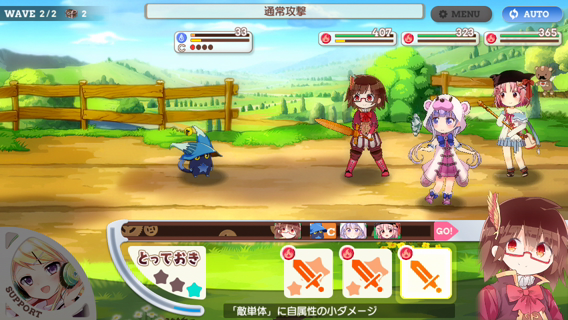 WAVE 2/2 2
通常攻撃
MENU
AUTO
33
407
323
365
C
C
GO!
とっておき
SUPPORT
「敵単体」に自属性の小ダメージ